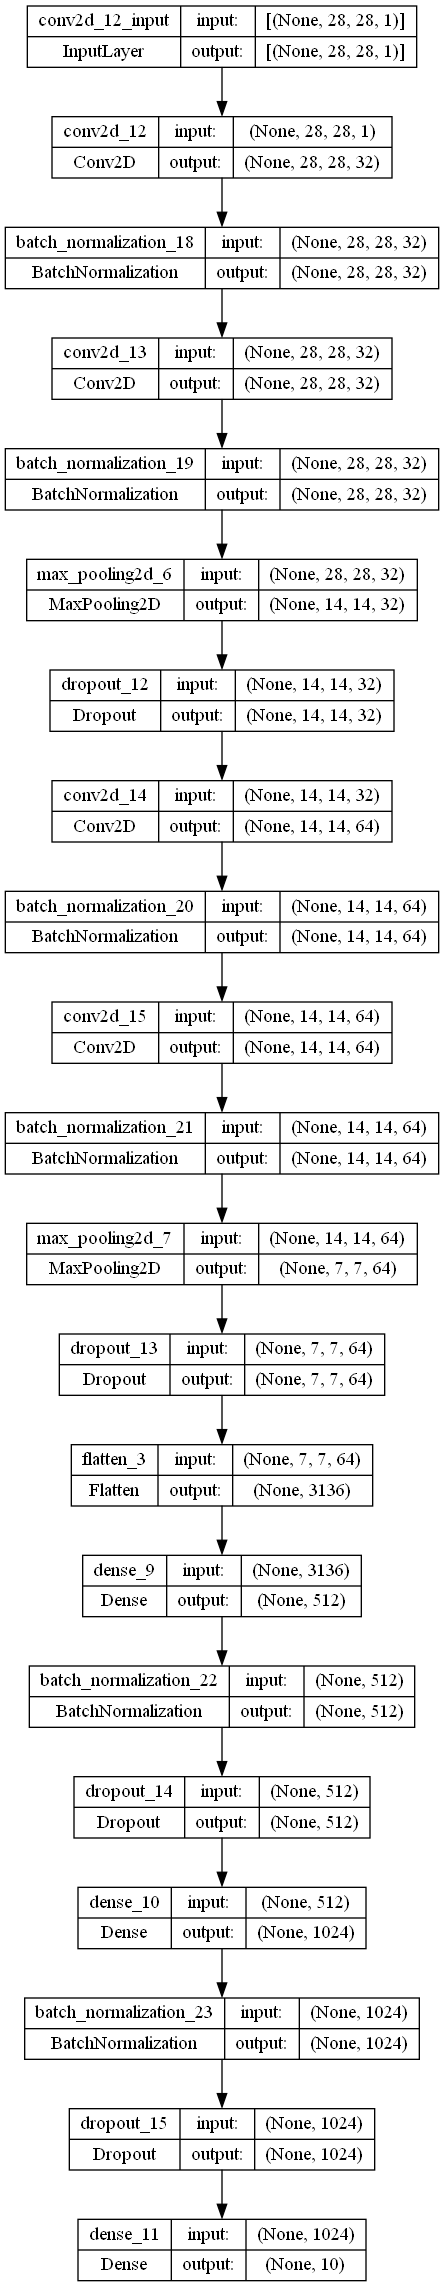 conv2d_12_input input: [(None, 28, 28, 1)]
InputLayer output: [(None, 28, 28, 1)]
conv2d_12 input: (None, 28, 28, 1)
Conv2D output: (None, 28, 28, 32)
batch_normalization_18 input: (None, 28, 28, 32)
BatchNormalization output: (None, 28, 28, 32)
conv2d_13 input: (None, 28, 28, 32)
Conv2D output: (None, 28, 28, 32)
batch_normalization_19 input: (None, 28, 28, 32)
BatchNormalization output: (None, 28, 28, 32)
max_pooling2d_6 input: (None, 28, 28, 32)
MaxPooling2D output: (None, 14, 14, 32)
dropout_12 input: (None, 14, 14, 32)
Dropout output: (None, 14, 14, 32)
conv2d_14 input: (None, 14, 14, 32)
Conv2D output: (None, 14, 14, 64)
batch_normalization_20 input: (None, 14, 14, 64)
BatchNormalization output: (None, 14, 14, 64)
conv2d_15 input: (None, 14, 14, 64)
Conv2D output: (None, 14, 14, 64)
batch_normalization_21 input: (None, 14, 14, 64)
BatchNormalization output: (None, 14, 14, 64)
max_pooling2d_7 input: (None, 14, 14, 64)
MaxPooling2D output: (None, 7, 7, 64)
dropout_13 input: (None, 7, 7, 64)
Dropout output: (None, 7, 7, 64)
flatten_3 input: (None, 7, 7, 64)
Flatten output: (None, 3136)
dense_9 input: (None, 3136)
Dense output: (None, 512)
batch_normalization_22 input: (None, 512)
BatchNormalization output: (None, 512)
dropout_14 input: (None, 512)
Dropout output: (None, 512)
dense_10 input: (None, 512)
Dense output: (None, 1024)
batch_normalization_23 input: (None, 1024)
BatchNormalization output: (None, 1024)
dropout_15 input: (None, 1024)
Dropout output: (None, 1024)
dense_11 input: (None, 1024)
Dense output: (None, 10)